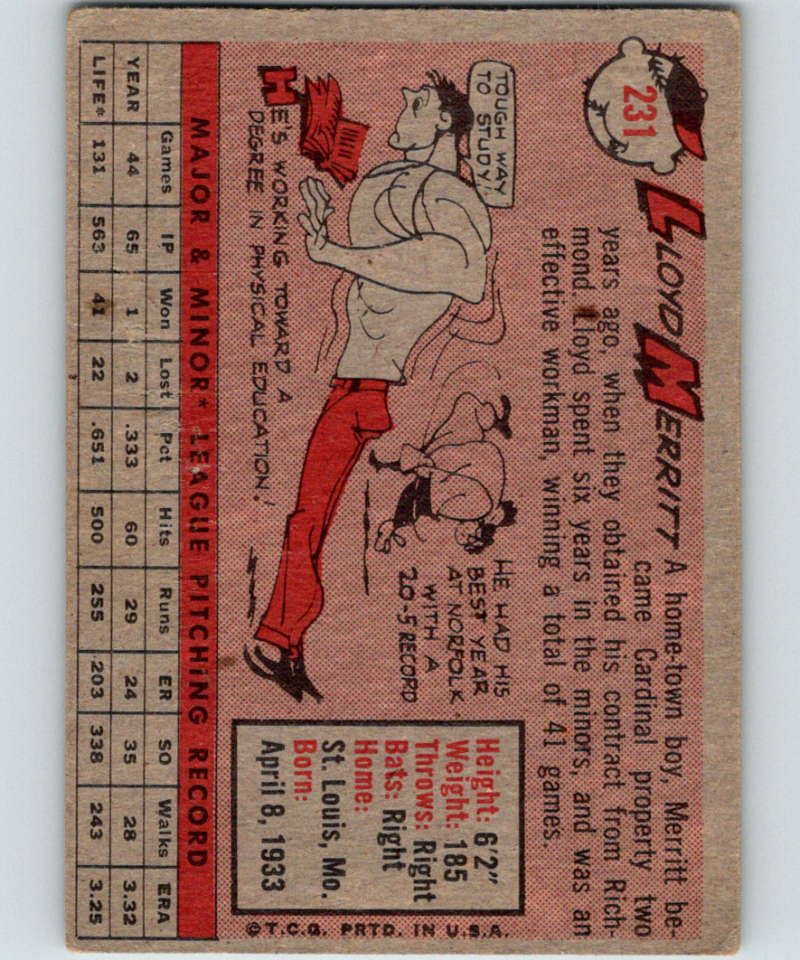 231
LLOYD MERRITT
A home-town boy, Merritt be-
came Cardinal property two
years ago, when they obtained his contract from Rich-
mond. Lloyd spent six years in the minors, and was an
effective workman, winning a total of 41 games.
TOUGH WAY
TO STUDY!
HE HAD HIS
BEST YEAR
AT NORFOLK.
WITH A
20-5 RECORD
HE'S WORKING TOWARD A
DEGREE IN PHYSICAL EDUCATION!
Height: 6'2"
Weight: 185
Throws: Right
Bats: Right
Home:
St. Louis, Mo.
Born:
April 8, 1933
©T.C.G. PRTD. IN U.S.A.
MAJOR & MINOR* LEAGUE PITCHING RECORD
Games IP Won Lost Pct Hits Runs ER SO Walks ERA
YEAR 44 65 1 2 .333 60 29 24 35 28 3.32
LIFE* 131 563 41 22 .651 500 255 203 338 243 3.25